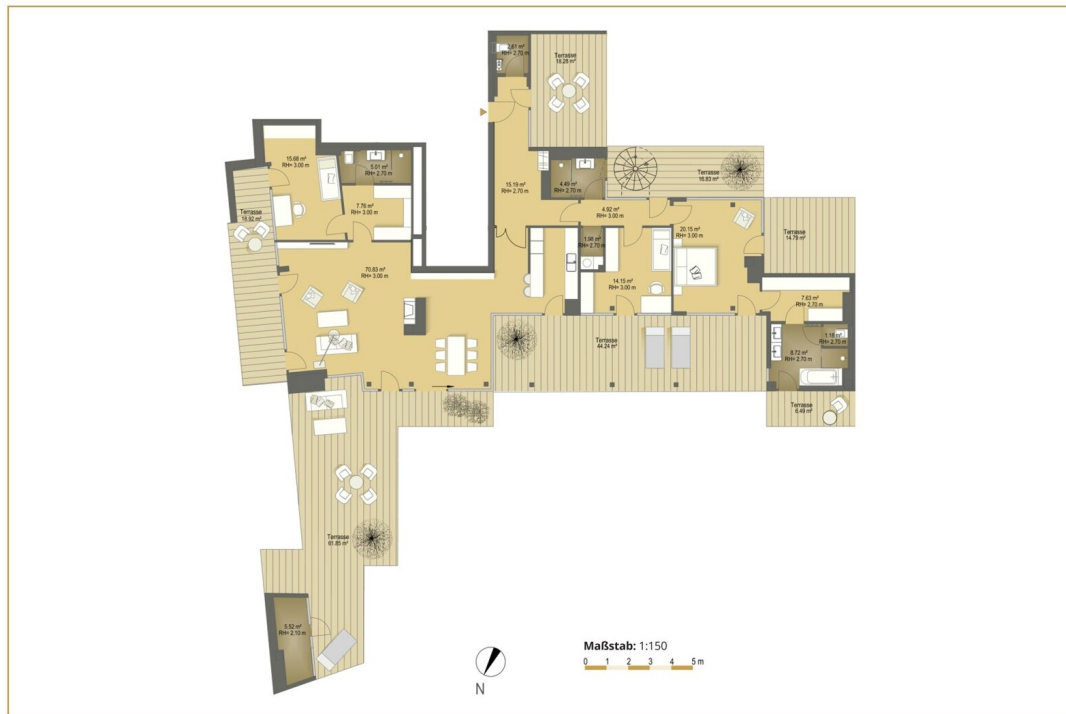 2.61 m²
RH= 2.70 m
Terrasse
18.28 m²
15.68 m²
RH= 3.00 m
5.01 m²
RH= 2.70 m
7.76 m²
RH= 3.00 m
15.19 m²
RH= 2.70 m
4.49 m²
RH= 2.70 m
Terrasse
16.83 m²
Terrasse
16.92 m²
4.92 m²
RH= 3.00 m
20.15 m²
RH= 3.00 m
Terrasse
14.79 m²
1.98 m²
RH= 2.70 m
70.83 m²
RH= 3.00 m
14.15 m²
RH= 3.00 m
7.63 m²
RH= 2.70 m
Terrasse
44.24 m²
1.18 m²
RH= 2.70 m
8.72 m²
RH= 2.70 m
Terrasse
6.49 m²
Terrasse
61.85 m²
5.52 m²
RH= 2.10 m
N
Maßstab: 1:150
0 1 2 3 4 5 m